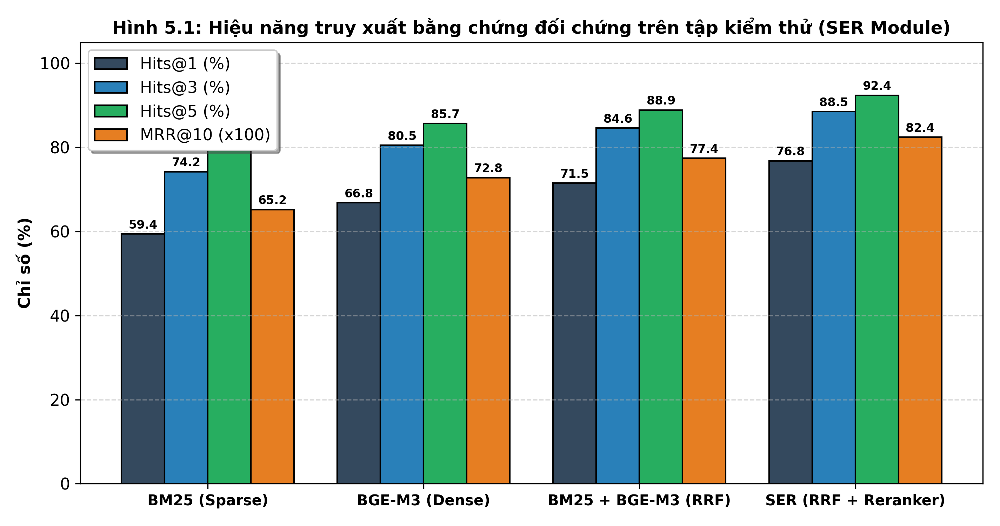 Hình 5.1: Hiệu năng truy xuất bằng chứng đối chứng trên tập kiểm thử (SER Module)
Hits@1 (%)
Hits@3 (%)
Hits@5 (%)
MRR@10 (x100)
Chỉ số (%)
100
80
60
40
20
0
59.4
74.2
65.2
66.8
80.5
85.7
72.8
71.5
84.6
88.9
77.4
76.8
88.5
92.4
82.4
BM25 (Sparse)
BGE-M3 (Dense)
BM25 + BGE-M3 (RRF)
SER (RRF + Reranker)